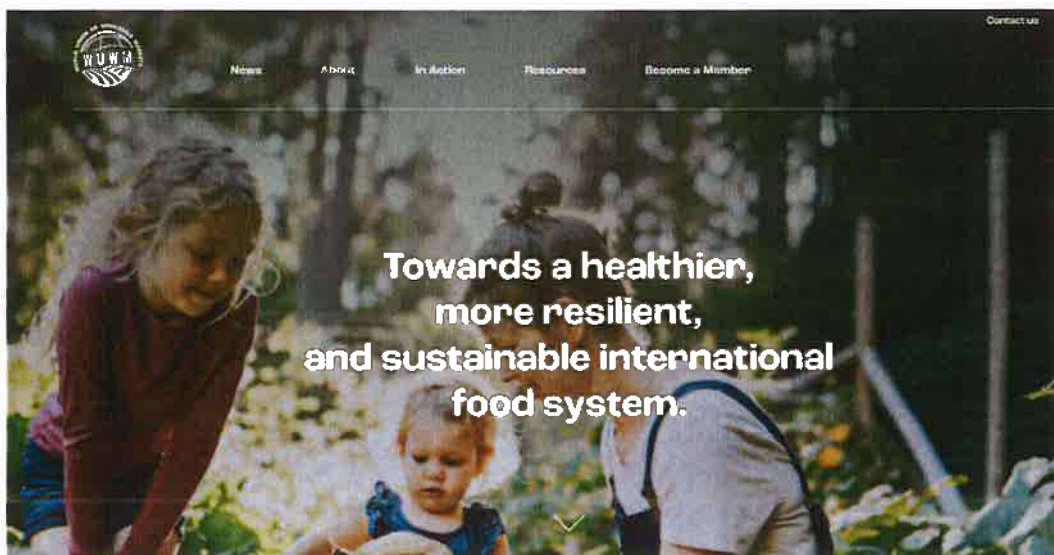 Contact us
WUWM
News About In Action Resources Become a Member
Towards a healthier,
more resilient,
and sustainable international
food system.